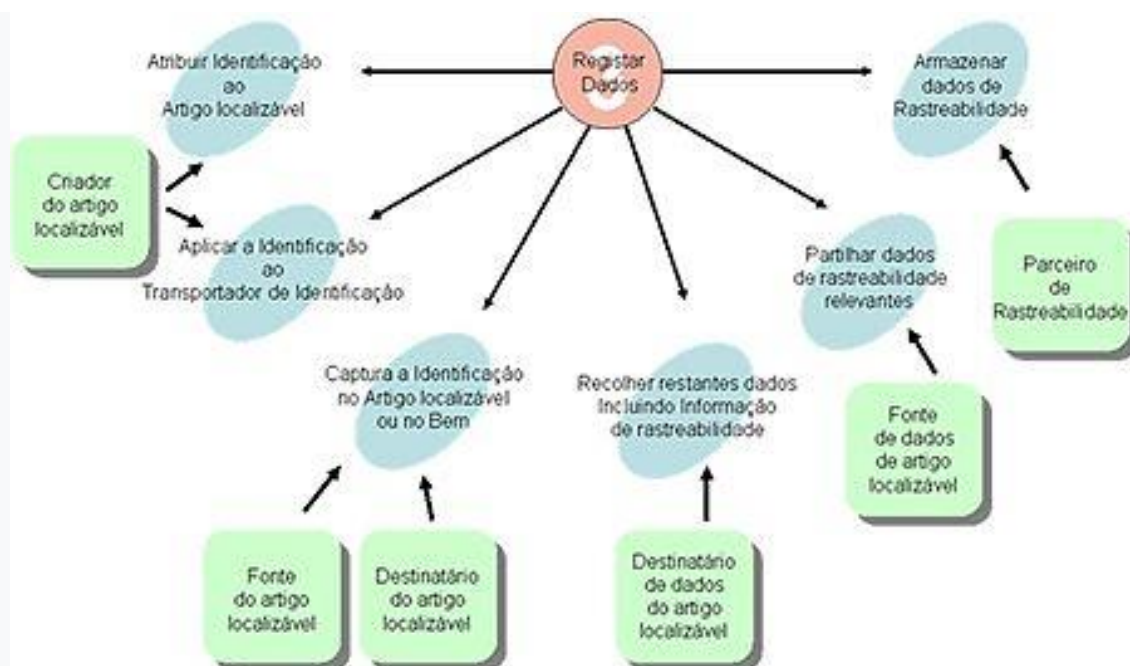 Registar
Dados
3
Atribuir Identificação
ao
Artigo localizável
Armazenar
dados de
Rastreabilidade
Criador
do artigo
localizável
Aplicar a Identificação
ao
Transportador de Identificação
Partilhar dados
de rastreabilidade
relevantes
Parceiro
de
Rastreabilidade
Captura a Identificação
no Artigo localizável
ou no Bem
Recolher restantes dados
Incluindo Informação
de rastreabilidade
Fonte
de dados
de artigo
localizável
Fonte
do artigo
localizável
Destinatário
do artigo
localizável
Destinatário
de dados
do artigo
localizável